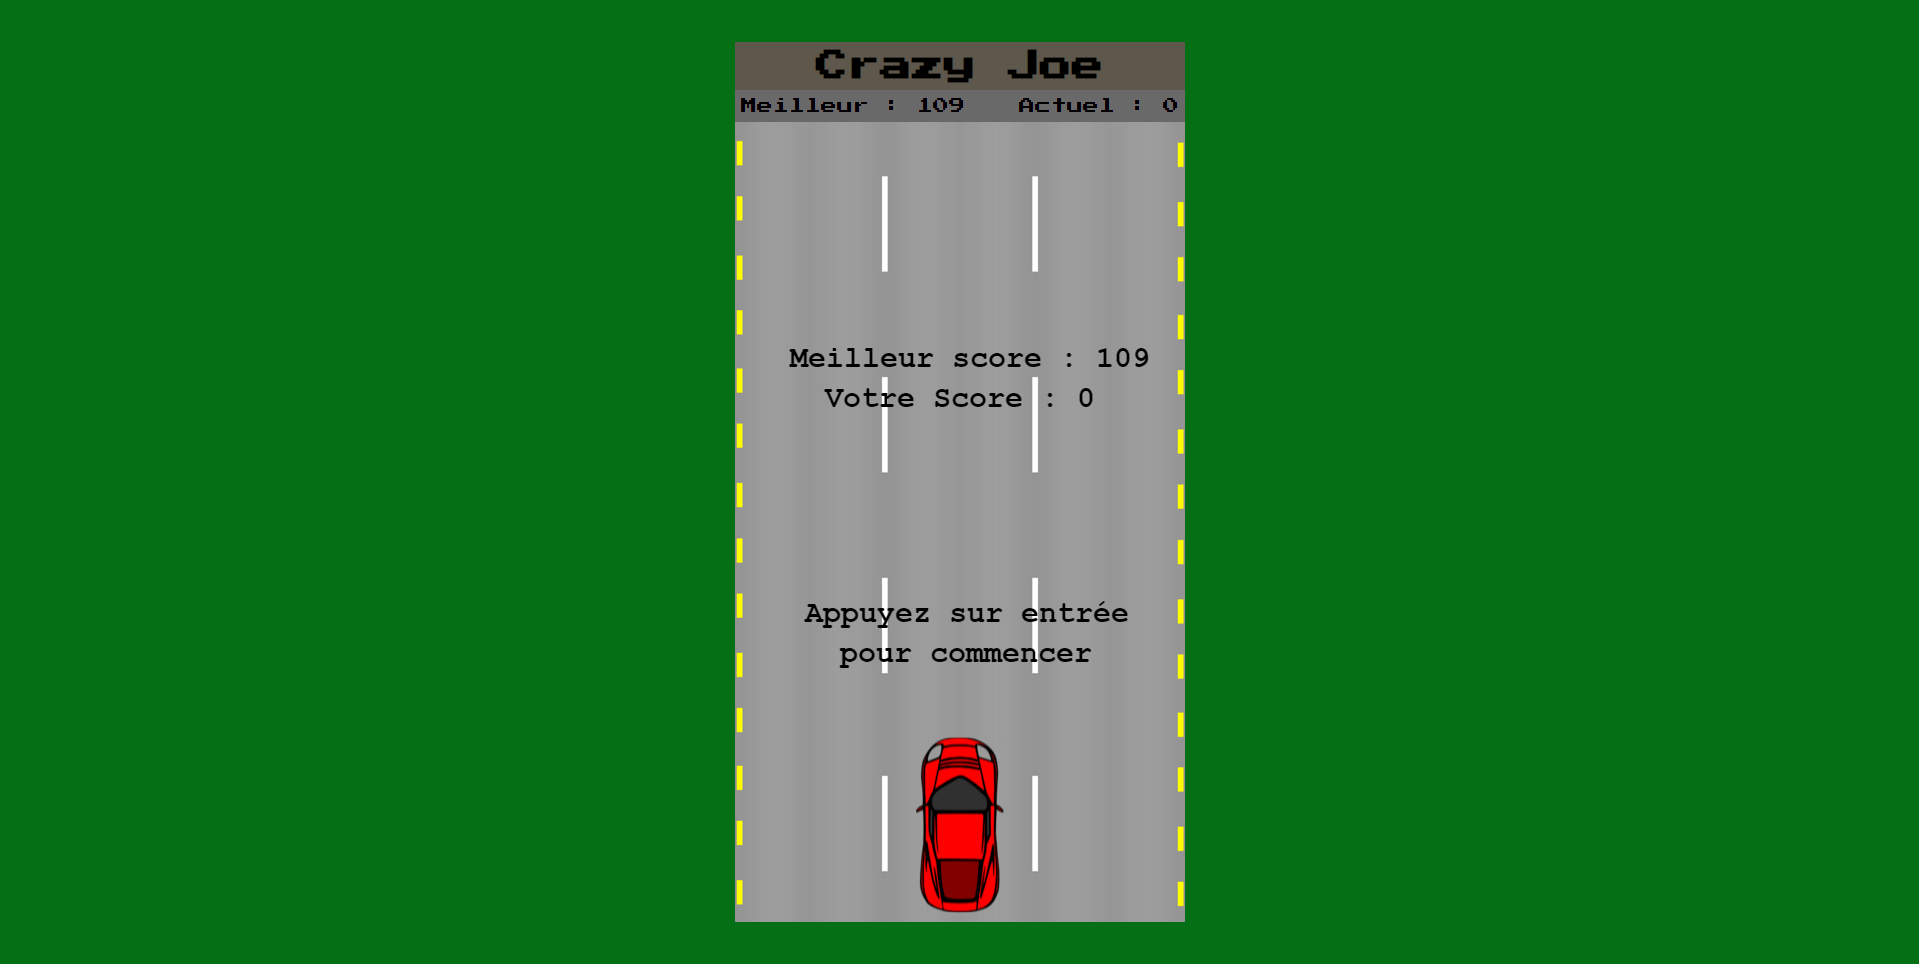 Crazy Joe
Meilleur : 109 Actuel : 0
Meilleur score : 109
Votre Score : 0
Appuyez sur entrée
pour commencer